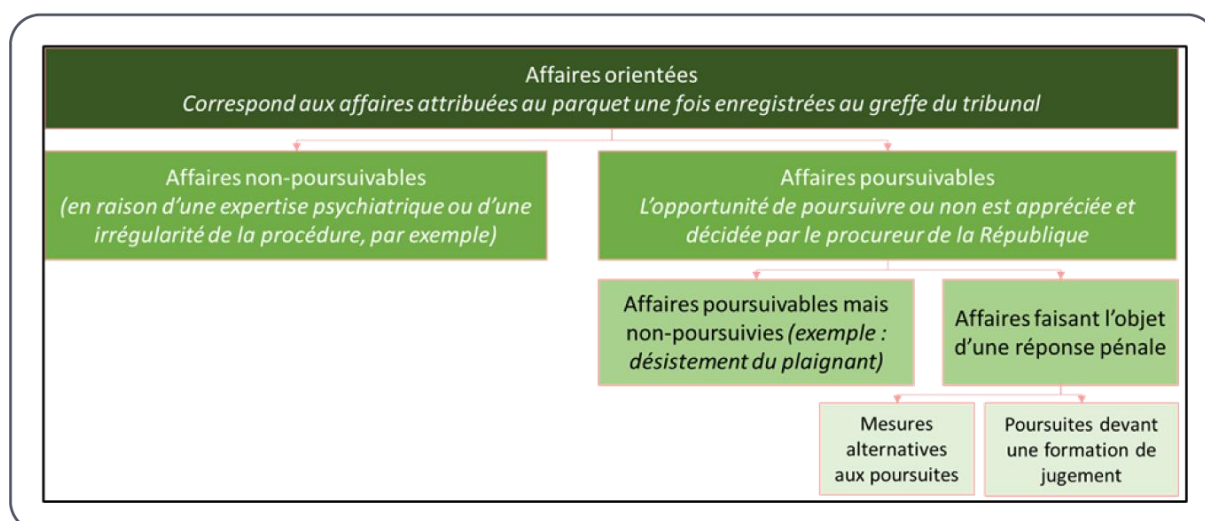 Affaires orientées
Correspond aux affaires attribuées au parquet une fois enregistrées au greffe du tribunal
Affaires non-poursuivables
(en raison d’une expertise psychiatrique ou d’une
irrégularité de la procédure, par exemple)
Affaires poursuivables
L’opportunité de poursuivre ou non est appréciée et
décidée par le procureur de la République
Affaires poursuivables mais
non-poursuivies (exemple :
désistement du plaignant)
Affaires faisant l’objet
d’une réponse pénale
Mesures
alternatives
aux poursuites
Poursuites devant
une formation de
jugement